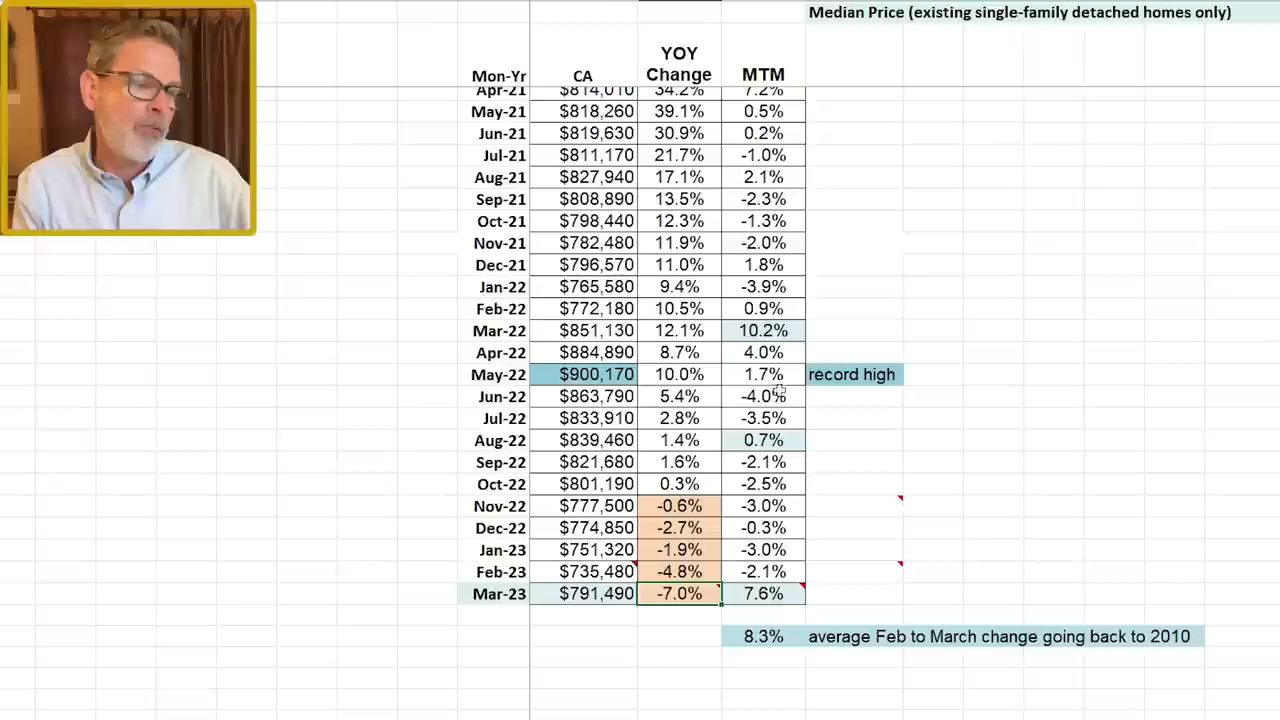 Median Price (existing single-family detached homes only)
YOY
Mon-Yr CA Change MTM
Apr-21 $814,010 34.2% 7.2%
May-21 $818,260 39.1% 0.5%
Jun-21 $819,630 30.9% 0.2%
Jul-21 $811,170 21.7% -1.0%
Aug-21 $827,940 17.1% 2.1%
Sep-21 $808,890 13.5% -2.3%
Oct-21 $798,440 12.3% -1.3%
Nov-21 $782,480 11.9% -2.0%
Dec-21 $796,570 11.0% 1.8%
Jan-22 $765,580 9.4% -3.9%
Feb-22 $772,180 10.5% 0.9%
Mar-22 $851,130 12.1% 10.2%
Apr-22 $884,890 8.7% 4.0%
May-22 $900,170 10.0% 1.7% record high
Jun-22 $863,790 5.4% -4.0%
Jul-22 $833,910 2.8% -3.5%
Aug-22 $839,460 1.4% 0.7%
Sep-22 $821,680 1.6% -2.1%
Oct-22 $801,190 0.3% -2.5%
Nov-22 $777,500 -0.6% -3.0%
Dec-22 $774,850 -2.7% -0.3%
Jan-23 $751,320 -1.9% -3.0%
Feb-23 $735,480 -4.8% -2.1%
Mar-23 $791,490 -7.0% 7.6%
8.3% average Feb to March change going back to 2010